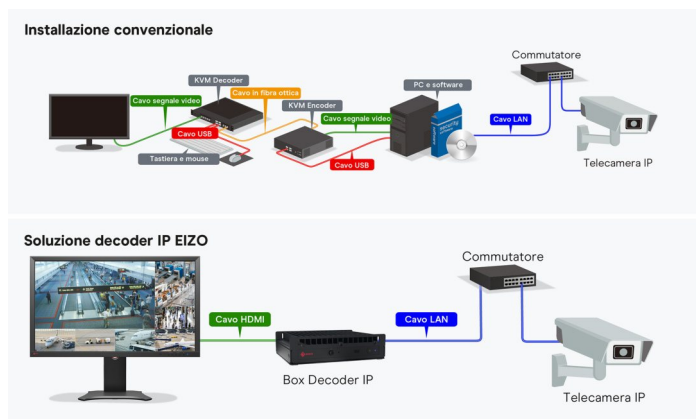 Installazione convenzionale
Commutatore
KVM Decoder
PC e software
Cavo segnale video
Cavo in fibra ottica
KVM Encoder
Cavo segnale video
Cavo LAN
Cavo USB
Security
Tastiera e mouse
Cavo USB
Telecamera IP
Soluzione decoder IP EIZO
Commutatore
Cavo HDMI
Cavo LAN
Box Decoder IP
Telecamera IP